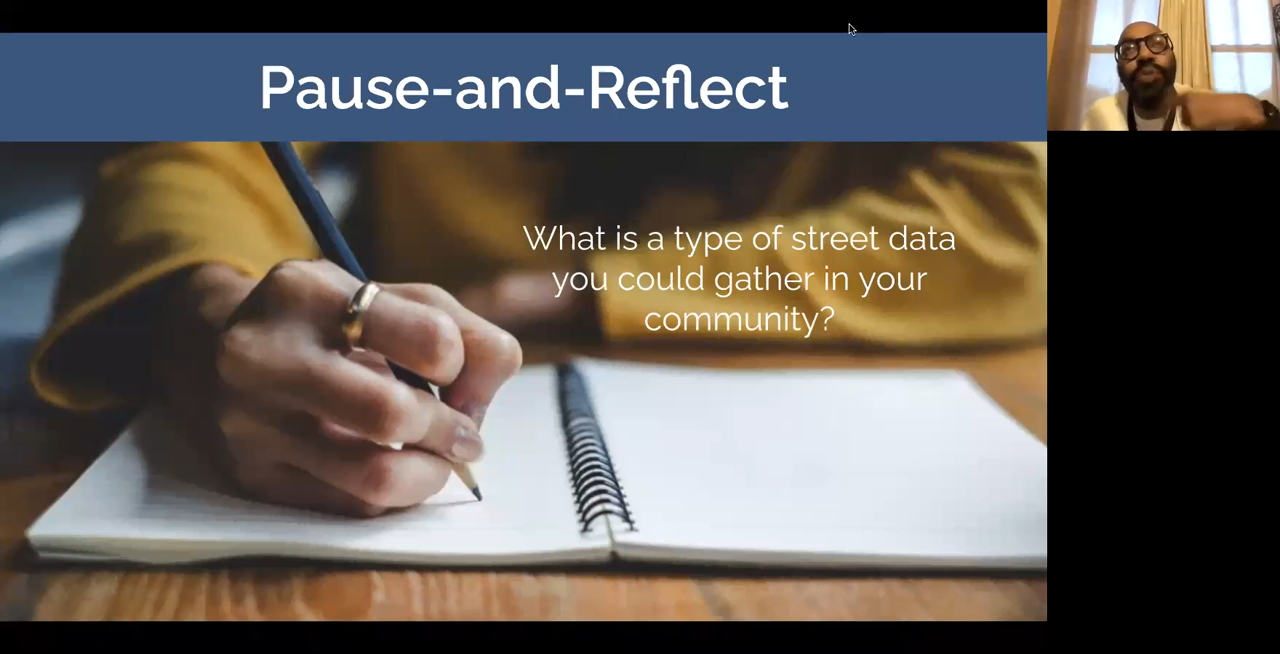 Pause-and-Reflect
What is a type of street data
you could gather in your
community?